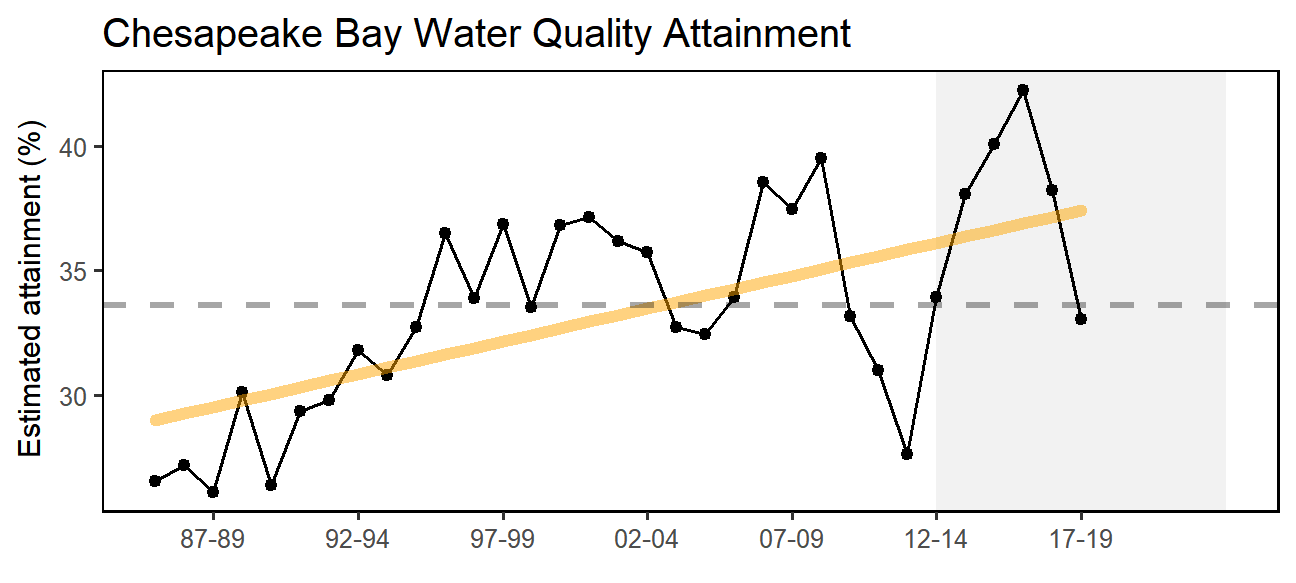 Chesapeake Bay Water Quality Attainment
Estimated attainment (%)
40
35
30
87-89 92-94 97-99 02-04 07-09 12-14 17-19